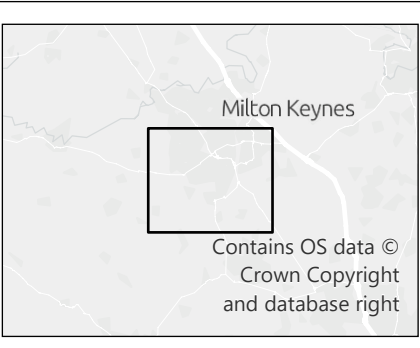 Milton Keynes
Contains OS data ©
Crown Copyright
and database right